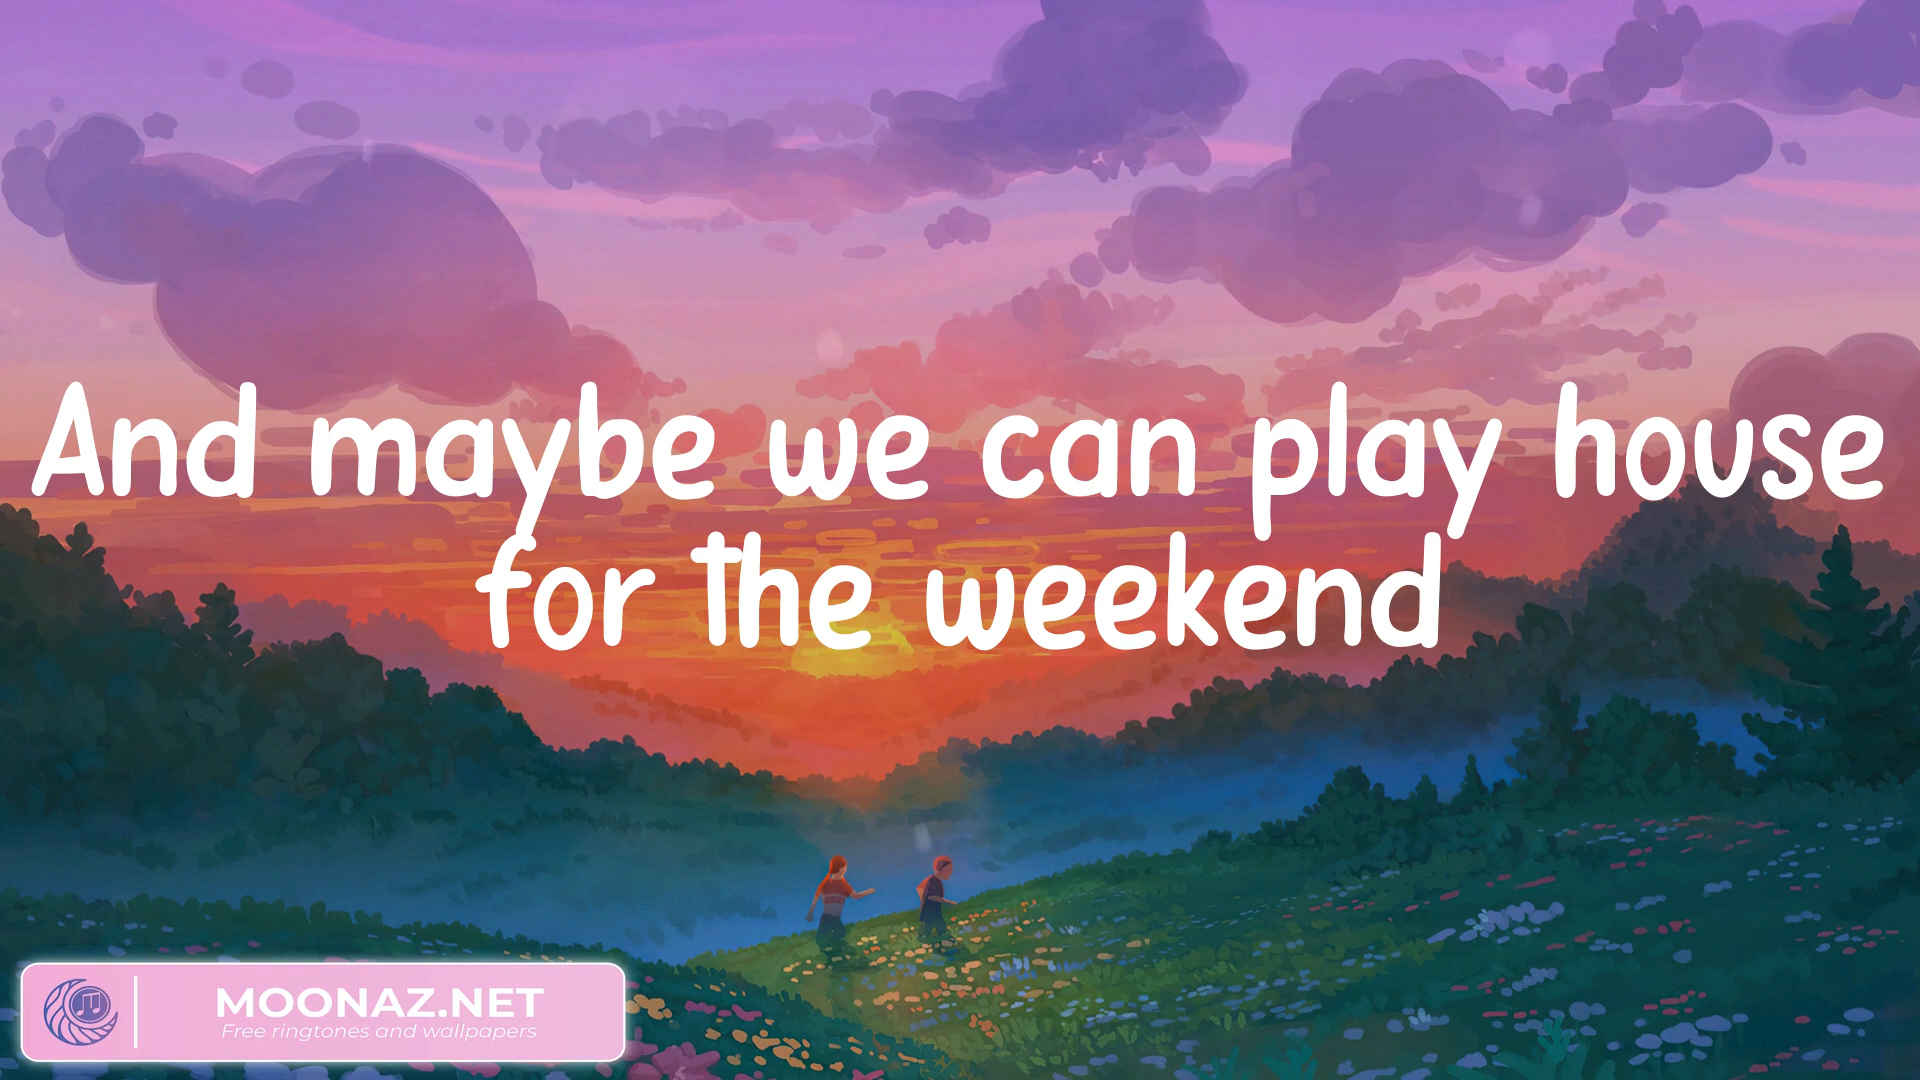 And maybe we can play house
for the weekend
MOONAZ.NET
Free ringtones and wallpapers